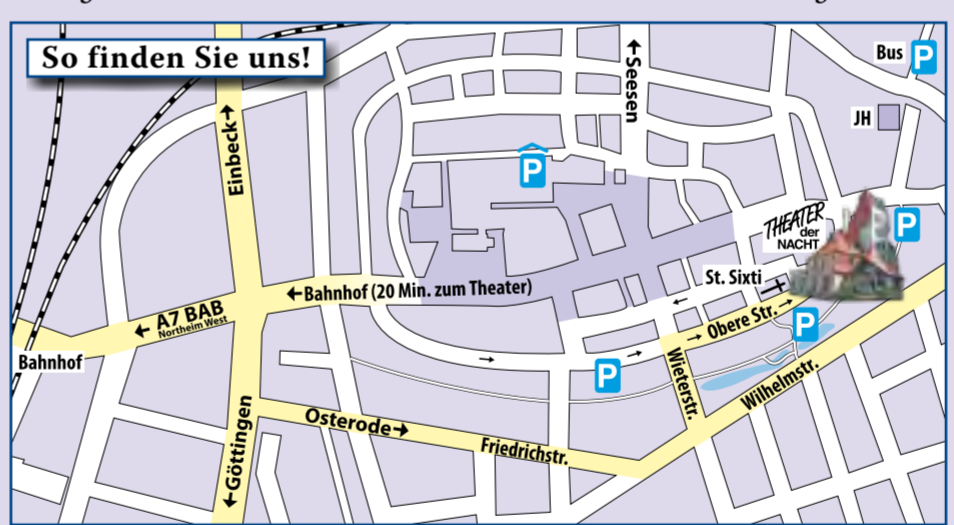 So finden Sie uns!
Bus P
←Seesen
JH
Einbeck→
P
THEATER
der
NACHT
P
St. Sixti
←Bahnhof (20 Min. zum Theater)
← A7 BAB
Northeim West
→ Obere Str. →
P
Bahnhof
P
Wieterstr.
Wilhelmstr.
←Göttingen
Osterode→
Friedrichstr.